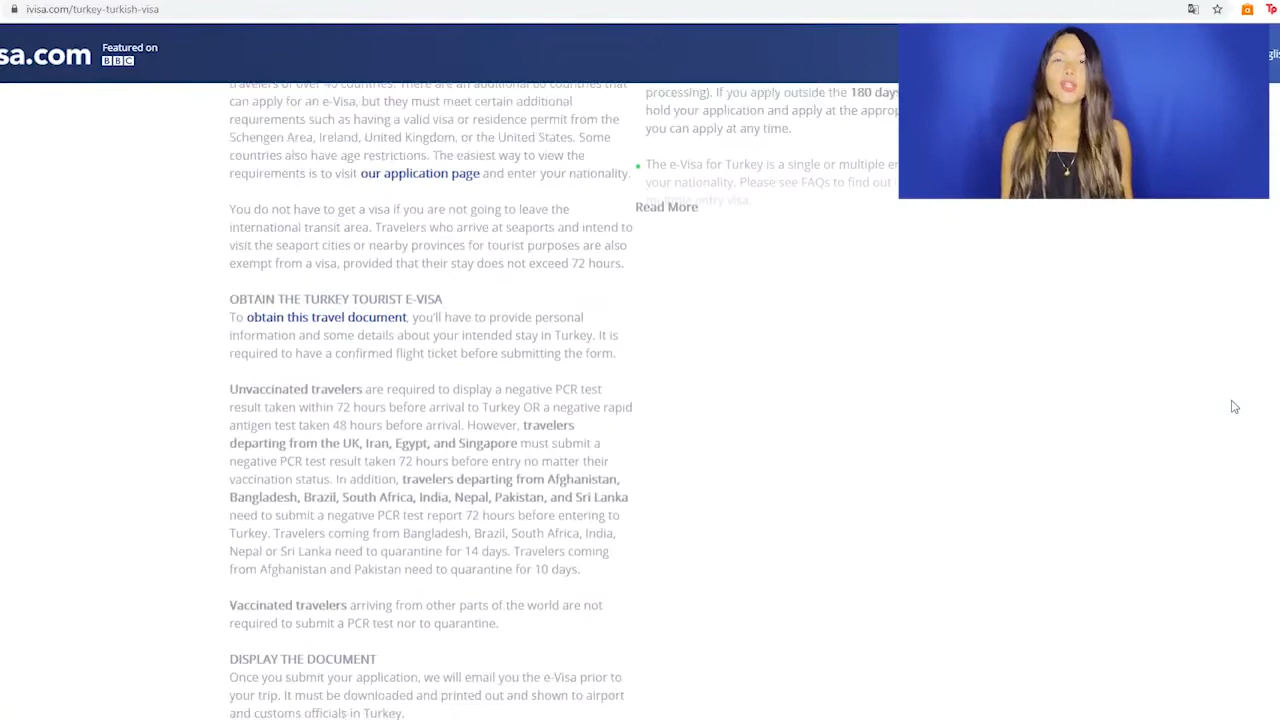 ivisa.com/turkey-turkish-visa
sa.com
Featured on
BBC
travelers of over 40 countries. There are an additional 60 countries that
can apply for an e-Visa, but they must meet certain additional
requirements such as having a valid visa or residence permit from the
Schengen Area, Ireland, United Kingdom, or the United States. Some
countries also have age restrictions. The easiest way to view the
requirements is to visit our application page and enter your nationality.
You do not have to get a visa if you are not going to leave the
international transit area. Travelers who arrive at seaports and intend to
visit the seaport cities or nearby provinces for tourist purposes are also
exempt from a visa, provided that their stay does not exceed 72 hours.
OBTAIN THE TURKEY TOURIST E-VISA
To obtain this travel document, you'll have to provide personal
information and some details about your intended stay in Turkey. It is
required to have a confirmed flight ticket before submitting the form.
Unvaccinated travelers are required to display a negative PCR test
result taken within 72 hours before arrival to Turkey OR a negative rapid
antigen test taken 48 hours before arrival. However, travelers
departing from the UK, Iran, Egypt, and Singapore must submit a
negative PCR test result taken 72 hours before entry no matter their
vaccination status. In addition, travelers departing from Afghanistan,
Bangladesh, Brazil, South Africa, India, Nepal, Pakistan, and Sri Lanka
need to submit a negative PCR test report 72 hours before entering to
Turkey. Travelers coming from Bangladesh, Brazil, South Africa, India,
Nepal or Sri Lanka need to quarantine for 14 days. Travelers coming
from Afghanistan and Pakistan need to quarantine for 10 days.
Vaccinated travelers arriving from other parts of the world are not
required to submit a PCR test nor to quarantine.
DISPLAY THE DOCUMENT
Once you submit your application, we will email you the e-Visa prior to
your trip. It must be downloaded and printed out and shown to airport
and customs officials in Turkey.
processing). If you apply outside the 180 days
hold your application and apply at the approp
you can apply at any time.
The e-Visa for Turkey is a single or multiple en
your nationality. Please see FAQs to find out
multiple entry visa.
Read More
glis